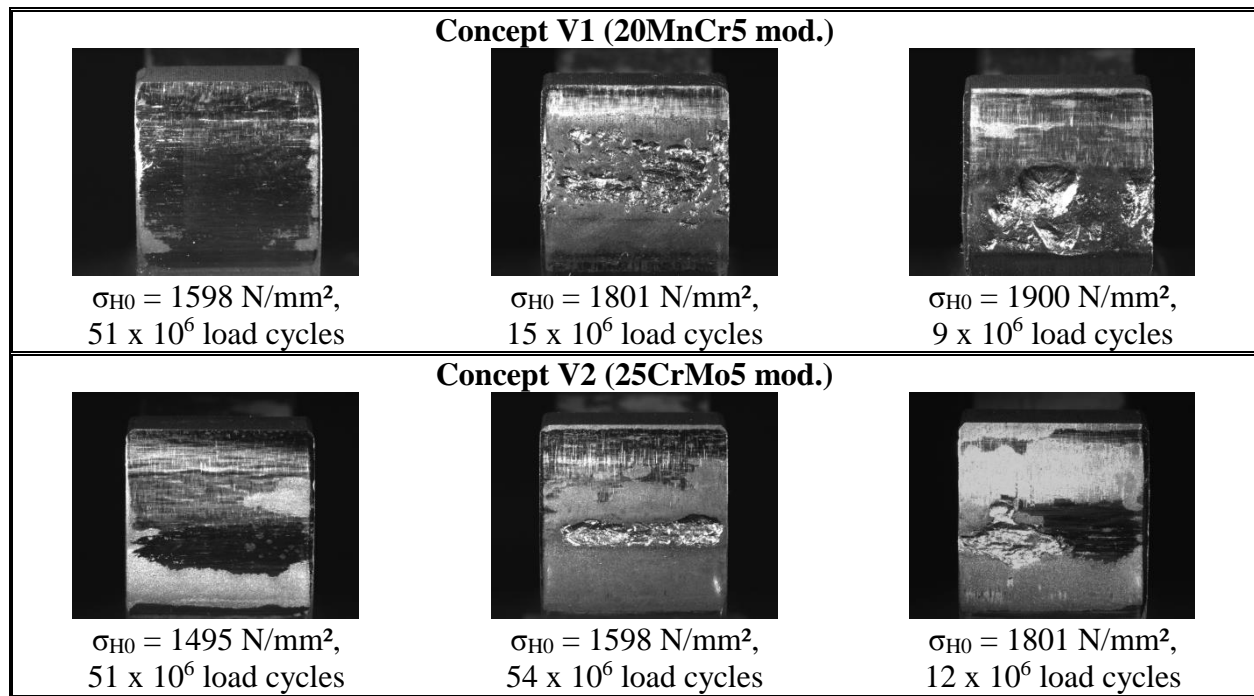 Concept V1 (20MnCr5 mod.)
σH0 = 1598 N/mm²,
51 x 10⁶ load cycles
σH0 = 1801 N/mm²,
15 x 10⁶ load cycles
σH0 = 1900 N/mm²,
9 x 10⁶ load cycles
Concept V2 (25CrMo5 mod.)
σH0 = 1495 N/mm²,
51 x 10⁶ load cycles
σH0 = 1598 N/mm²,
54 x 10⁶ load cycles
σH0 = 1801 N/mm²,
12 x 10⁶ load cycles